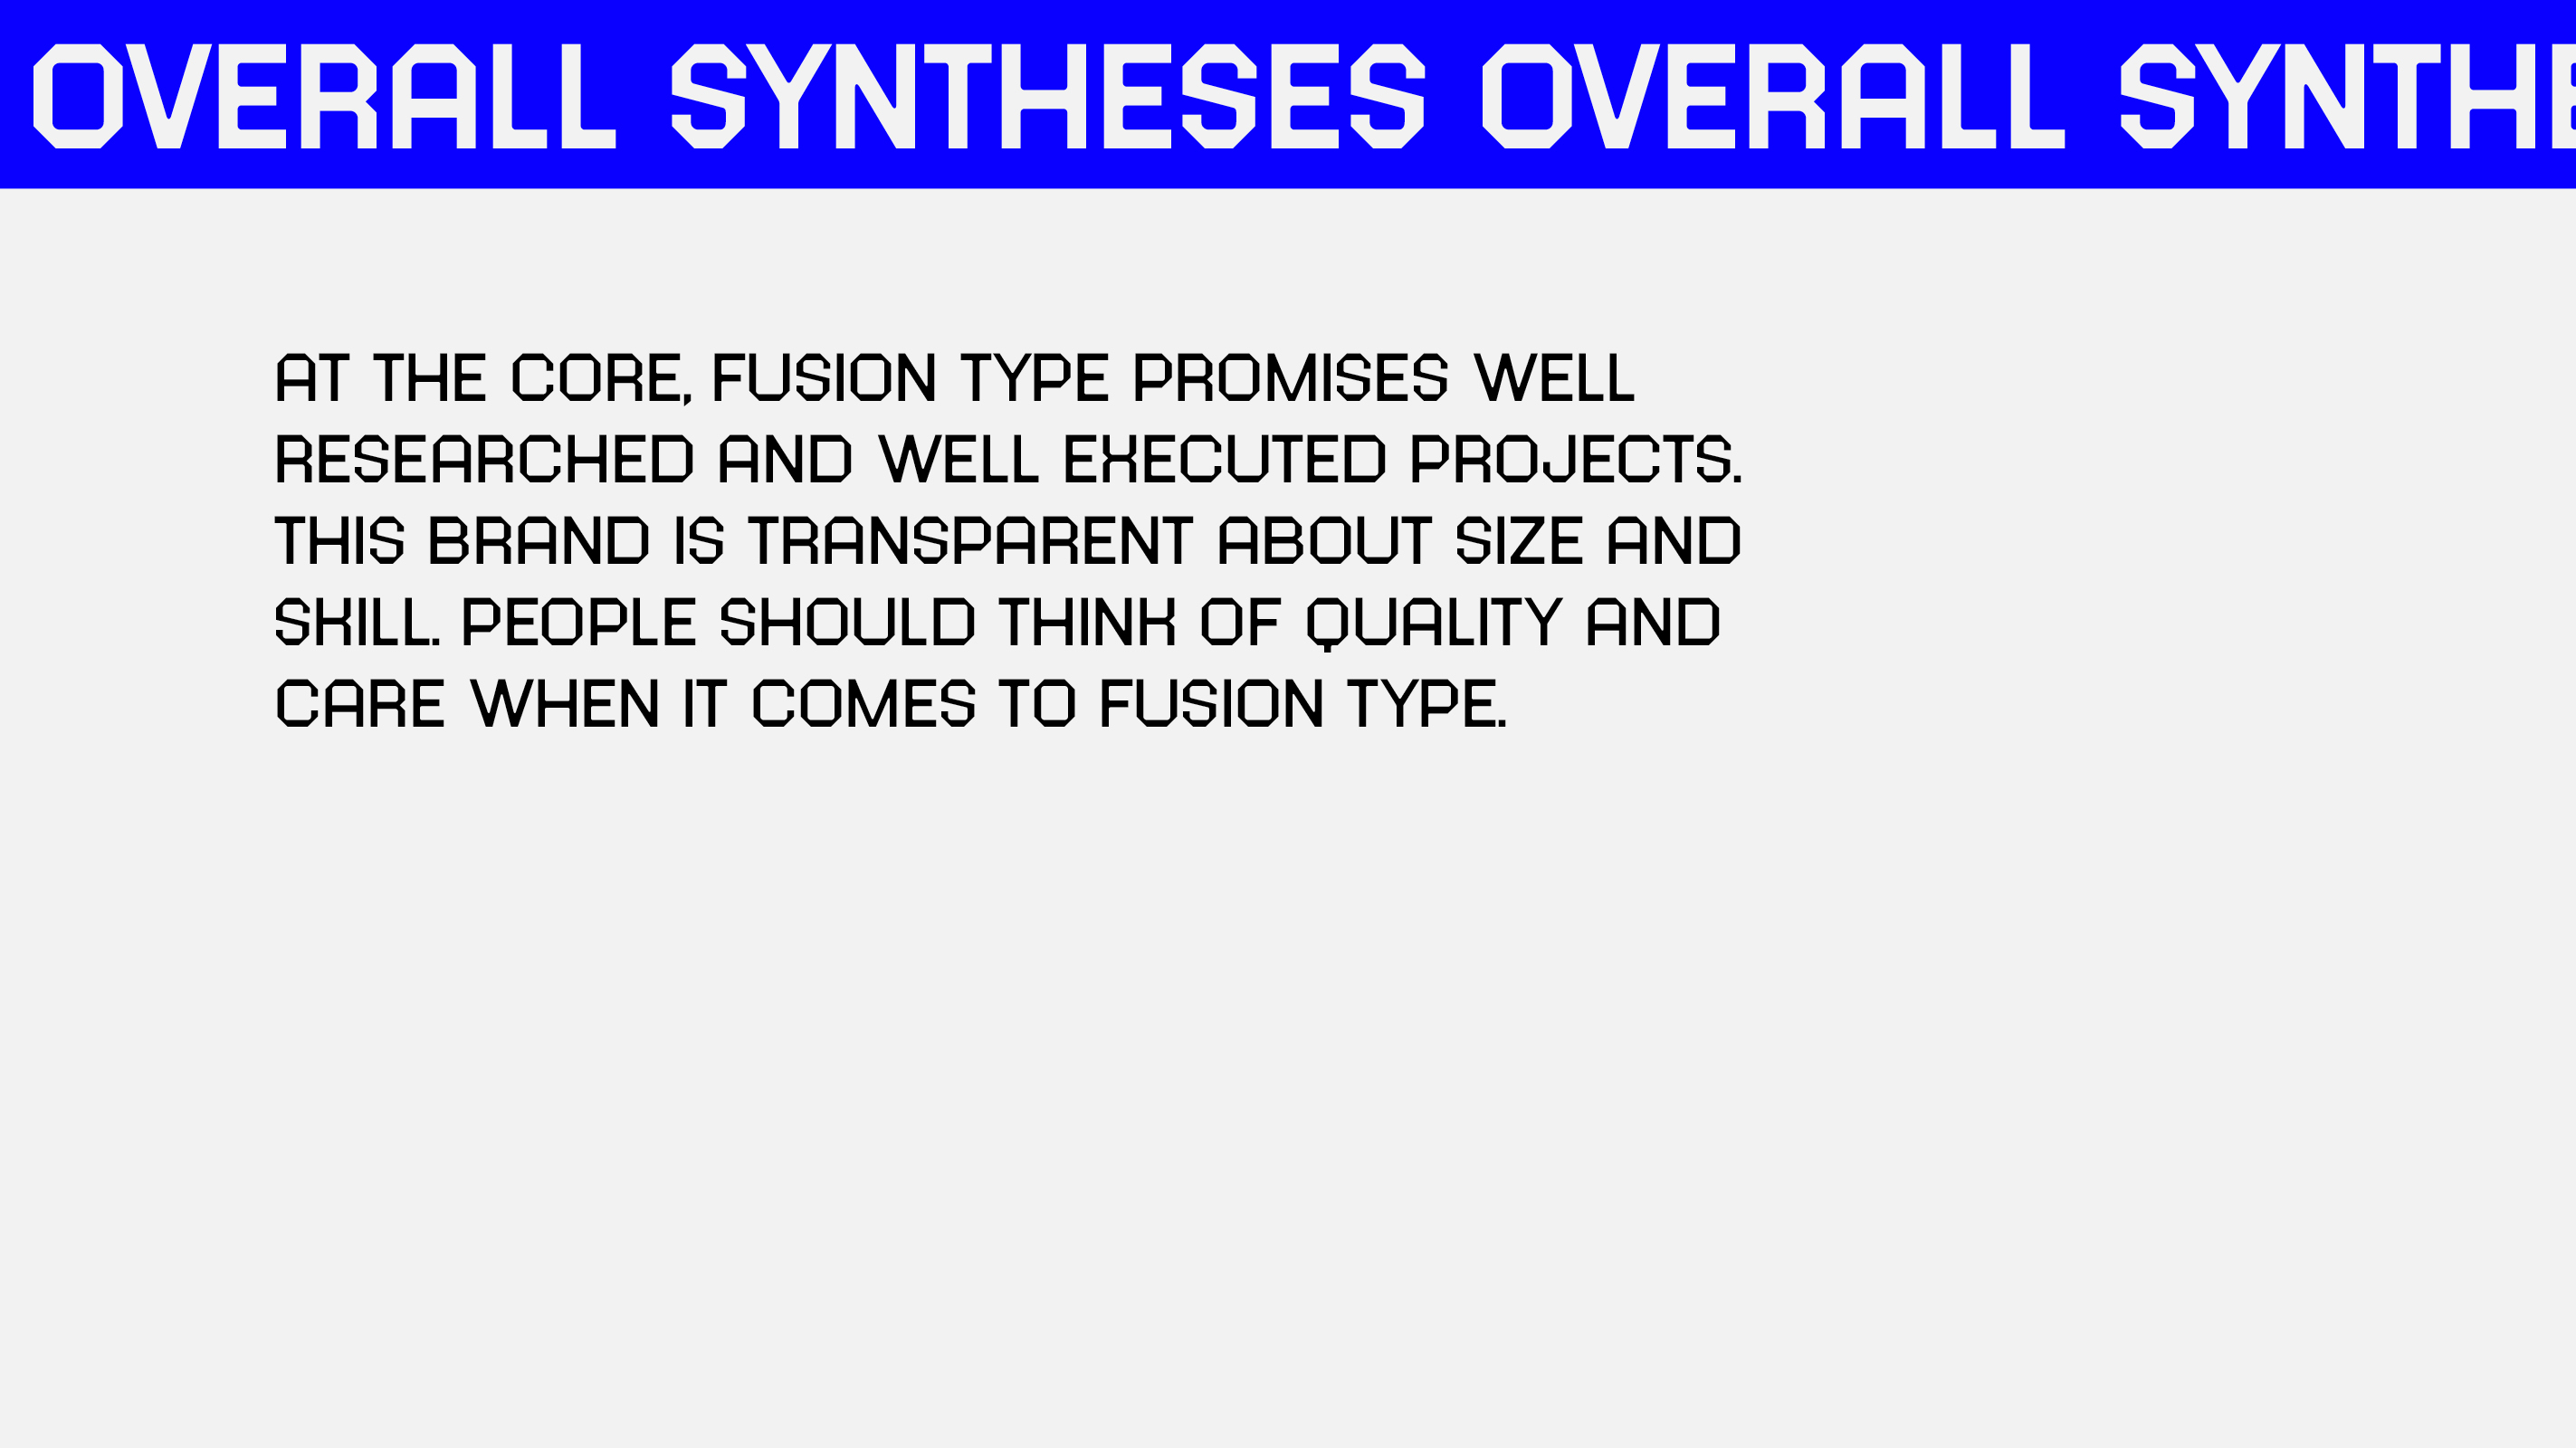 OVERALL SYNTHESES OVERALL SYNTHE
AT THE CORE, FUSION TYPE PROMISES WELL
RESEARCHED AND WELL EXECUTED PROJECTS.
THIS BRAND IS TRANSPARENT ABOUT SIZE AND
SKILL. PEOPLE SHOULD THINK OF QUALITY AND
CARE WHEN IT COMES TO FUSION TYPE.